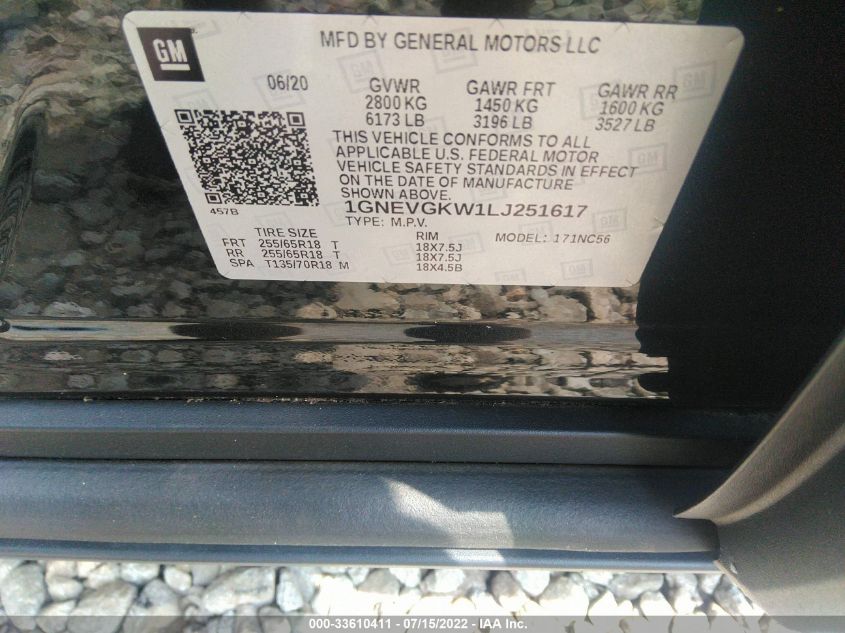 GM
MFD BY GENERAL MOTORS LLC
06/20 GVWR GAWR FRT GAWR RR
2800 KG 1450 KG 1600 KG
6173 LB 3196 LB 3527 LB
THIS VEHICLE CONFORMS TO ALL
APPLICABLE U.S. FEDERAL MOTOR
VEHICLE SAFETY STANDARDS IN EFFECT
ON THE DATE OF MANUFACTURE
SHOWN ABOVE.
457B 1GNEVGKW1LJ251617
TYPE: M.P.V.
TIRE SIZE RIM MODEL: 171NC56
FRT 255/65R18 T 18X7.5J
RR 255/65R18 T 18X7.5J
SPA T135/70R18 M 18X4.5B
000-33610411 - 07/15/2022 - IAA Inc.